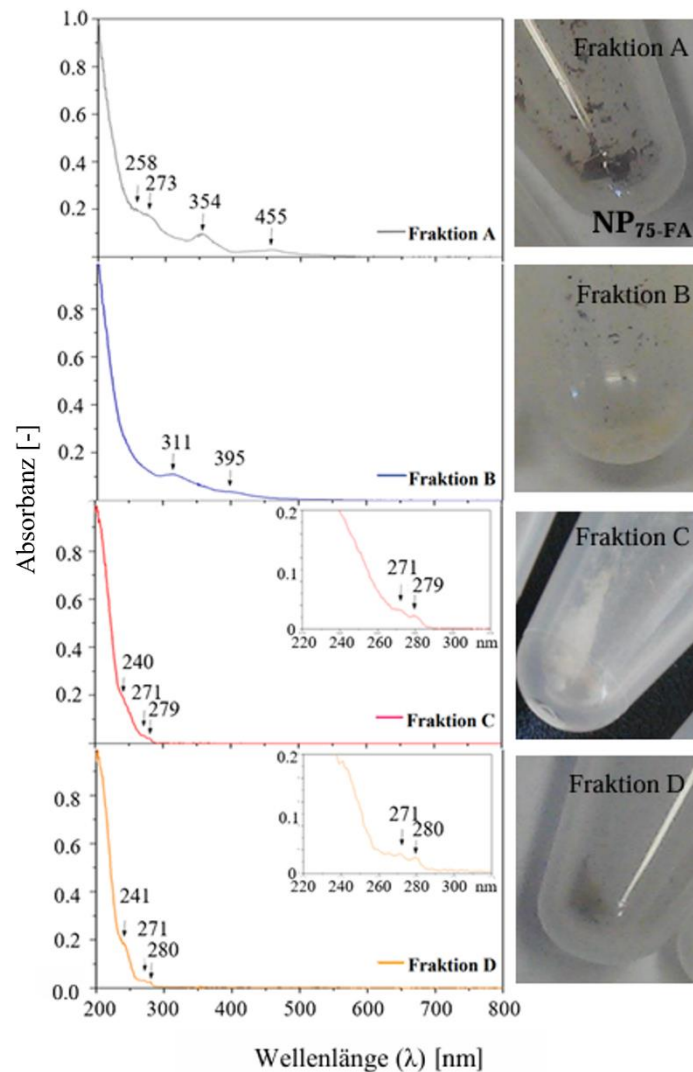 1.0
0.8
0.6
0.4
0.2
258
273
354
455
Fraktion A
Fraktion A
NP75-FA
0.8
0.6
0.4
0.2
311
395
Fraktion B
Fraktion B
0.8
0.6
0.4
0.2
240
271
279
0.2
0.1
0
271
279
220 240 260 280 300 nm
Fraktion C
Fraktion C
0.8
0.6
0.4
0.2
0.0
241
271
280
0.2
0.1
0
271
280
220 240 260 280 300 nm
Fraktion D
Fraktion D
200 300 400 500 600 700 800
Absorbanz [-]
Wellenlänge (λ) [nm]